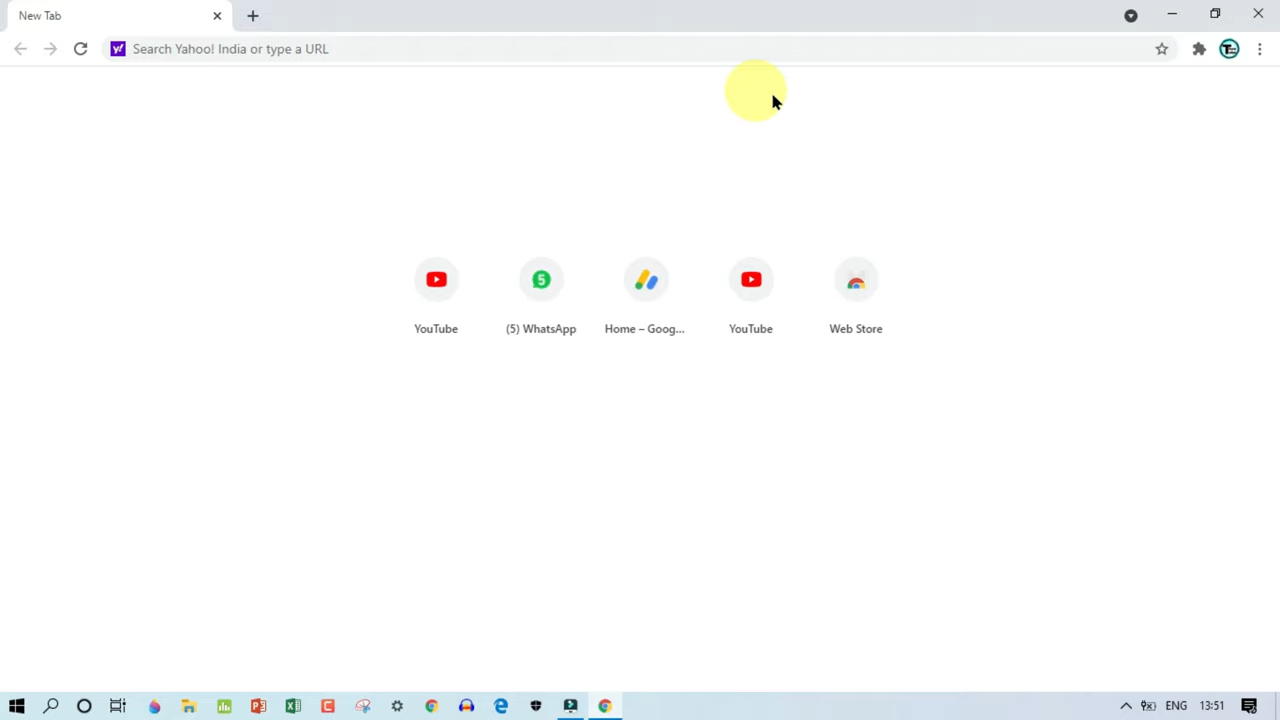 New Tab
Search Yahoo! India or type a URL
YouTube
(5) WhatsApp
Home – Goog...
YouTube
Web Store
ENG
13:51